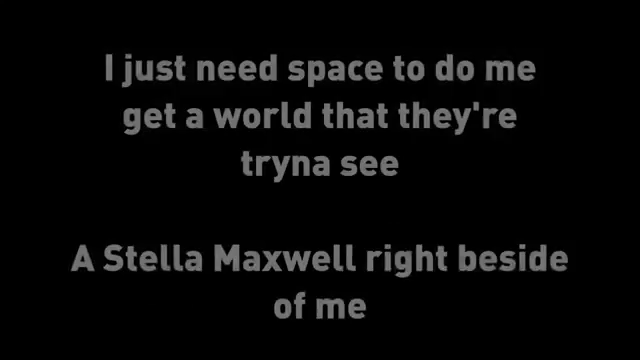 I just need space to do me
get a world that they're
tryna see
A Stella Maxwell right beside
of me